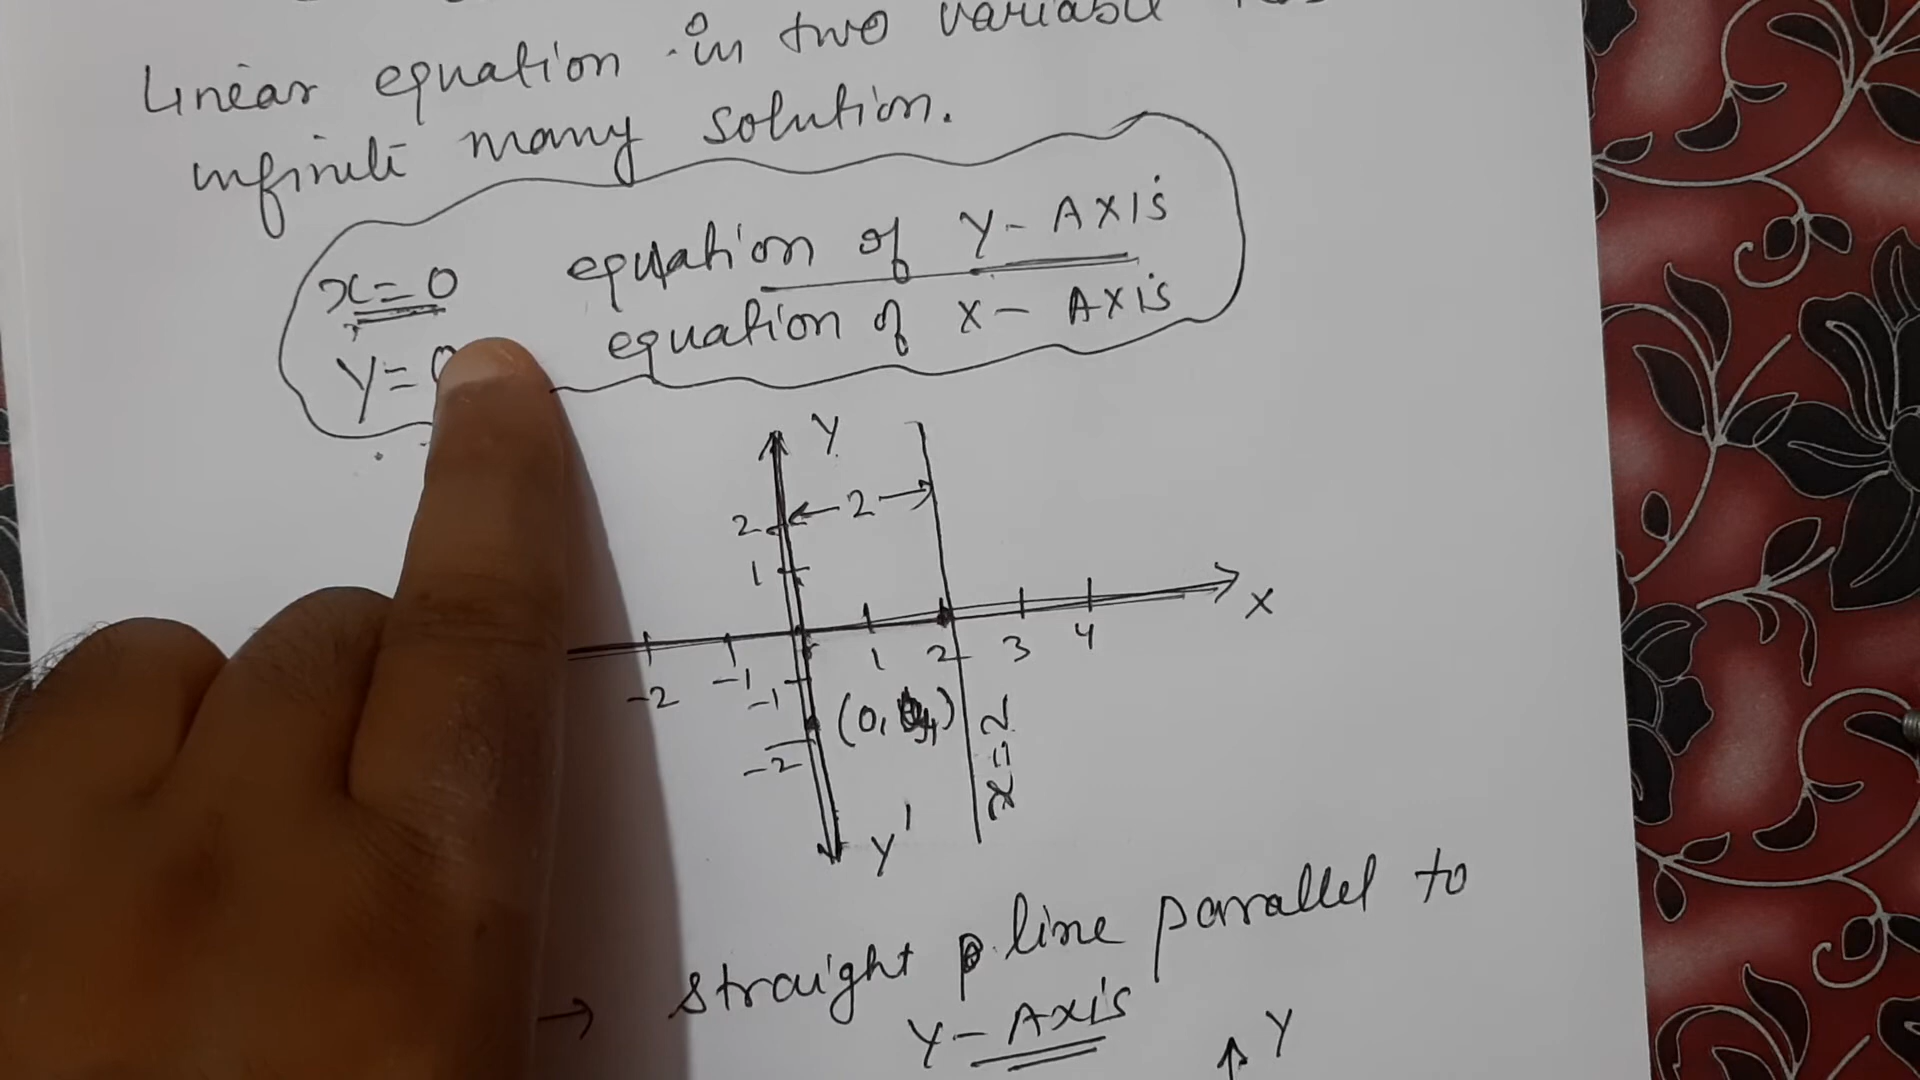 Linear equation in two variable
infinite many solution.
x=0 equation of Y-AXIS
y= equation of X-AXIS
Y
2
2
1
X
-2 -1 1 2 3 4
-1
(0, y)
-2
x=2
Y'
→ straight line parallel to
Y-Axis
Y